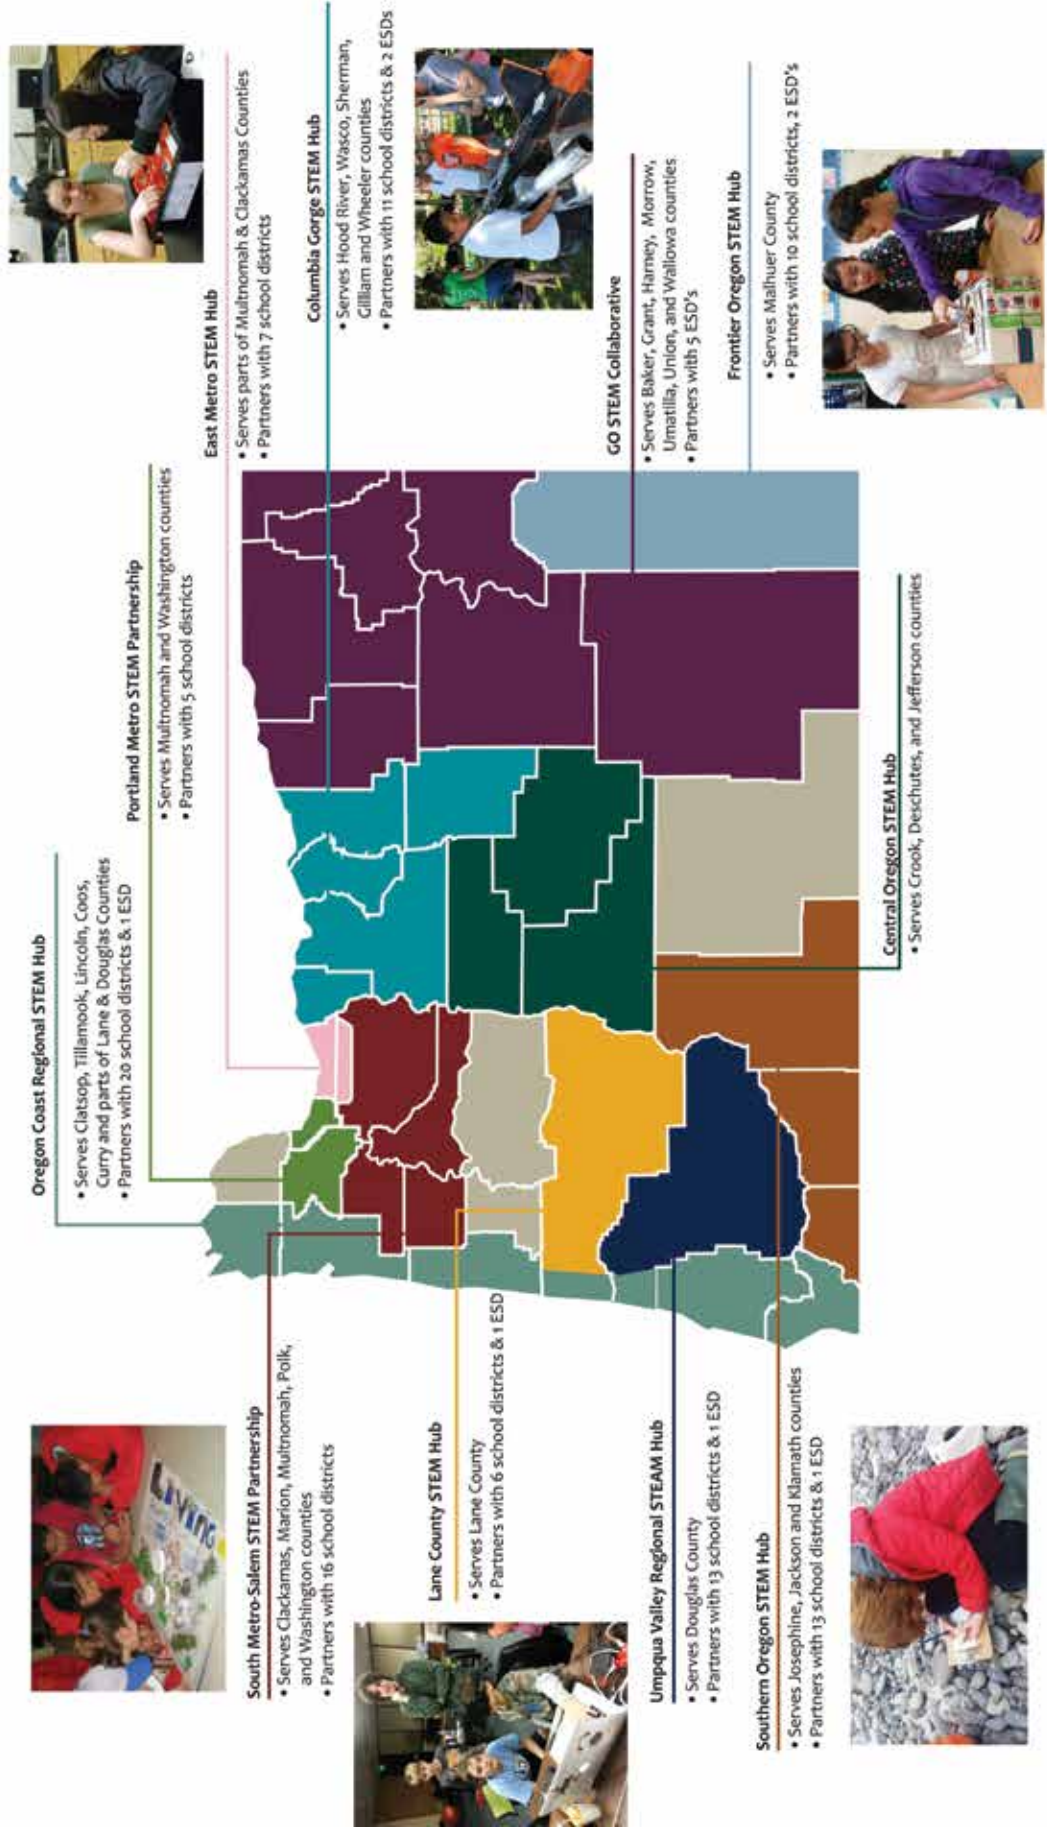 Oregon Coast Regional STEM Hub
• Serves Clatsop, Tillamook, Lincoln, Coos,
Curry and parts of Lane & Douglas Counties
• Partners with 20 school districts & 1 ESD
Portland Metro STEM Partnership
• Serves Multnomah and Washington counties
• Partners with 5 school districts
East Metro STEM Hub
• Serves parts of Multnomah & Clackamas Counties
• Partners with 7 school districts
Columbia Gorge STEM Hub
• Serves Hood River, Wasco, Sherman,
Gilliam and Wheeler counties
• Partners with 11 school districts & 2 ESDs
GO STEM Collaborative
• Serves Baker, Grant, Harney, Morrow,
Umatilla, Union, and Wallowa counties
• Partners with 5 ESD's
Frontier Oregon STEM Hub
• Serves Malhuer County
• Partners with 10 school districts, 2 ESD's
Central Oregon STEM Hub
• Serves Crook, Deschutes, and Jefferson counties
South Metro-Salem STEM Partnership
• Serves Clackamas, Marion, Multnomah, Polk,
and Washington counties
• Partners with 16 school districts
Lane County STEM Hub
• Serves Lane County
• Partners with 6 school districts & 1 ESD
Umpqua Valley Regional STEAM Hub
• Serves Douglas County
• Partners with 13 school districts & 1 ESD
Southern Oregon STEM Hub
• Serves Josephine, Jackson and Klamath counties
• Partners with 13 school districts & 1 ESD
LIVING